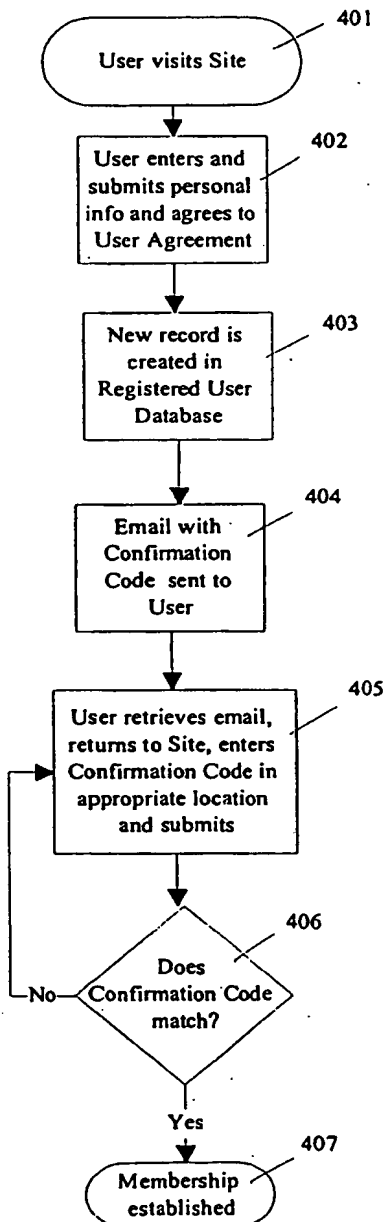 401
User visits Site
402
User enters and
submits personal
info and agrees to
User Agreement
403
New record is
created in
Registered User
Database
404
Email with
Confirmation
Code sent to
User
405
User retrieves email,
returns to Site, enters
Confirmation Code in
appropriate location
and submits
406
Does
Confirmation Code
match?
No
Yes
407
Membership
established